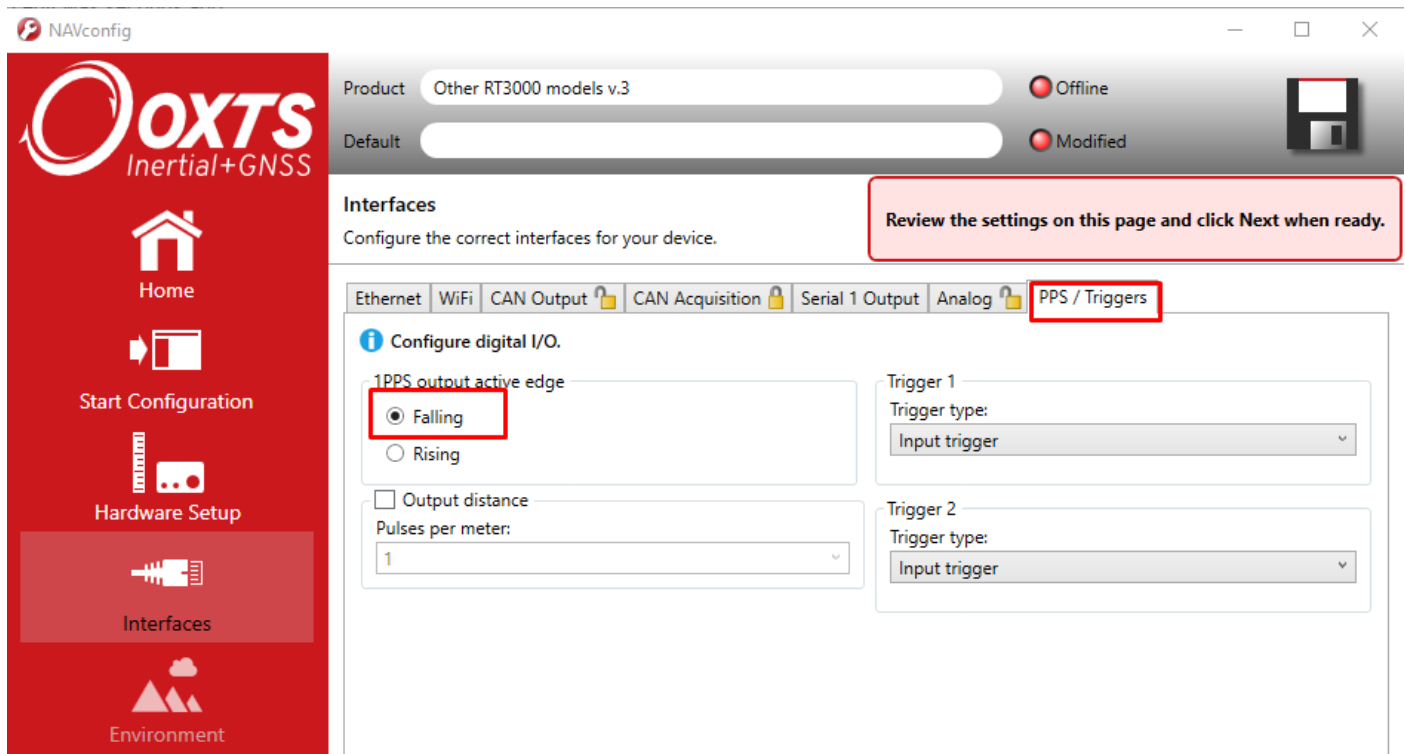 NAVconfig
OXTS
Inertial+GNSS
Product Other RT3000 models v.3 Offline
Default Modified
Interfaces
Configure the correct interfaces for your device.
Review the settings on this page and click Next when ready.
Home
Start Configuration
Hardware Setup
Interfaces
Environment
Ethernet WiFi CAN Output CAN Acquisition Serial 1 Output Analog PPS / Triggers
Configure digital I/O.
1PPS output active edge
Falling
Rising
Output distance
Pulses per meter:
1
Trigger 1
Trigger type:
Input trigger
Trigger 2
Trigger type:
Input trigger